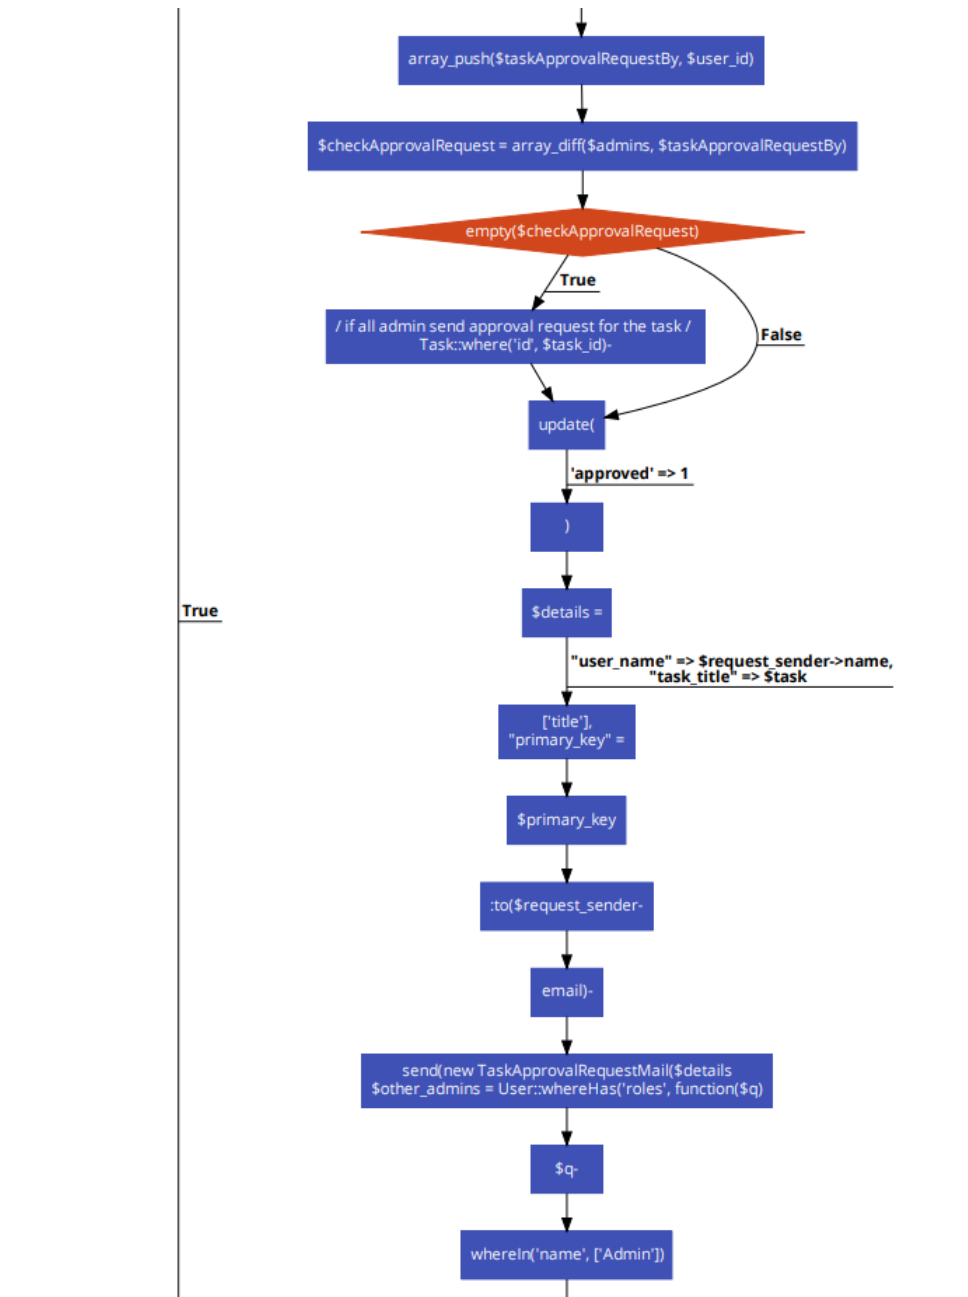 array_push($taskApprovalRequestBy, $user_id)
$checkApprovalRequest = array_diff($admins, $taskApprovalRequestBy)
empty($checkApprovalRequest)
True
/ if all admin send approval request for the task /
Task::where('id', $task_id)-
False
update(
'approved' => 1
)
$details =
True
"user_name" => $request_sender->name,
"task_title" => $task
['title'],
"primary_key" =
$primary_key
:to($request_sender-
email)-
send(new TaskApprovalRequestMail($details
$other_admins = User::whereHas('roles', function($q)
$q-
whereIn('name', ['Admin'])